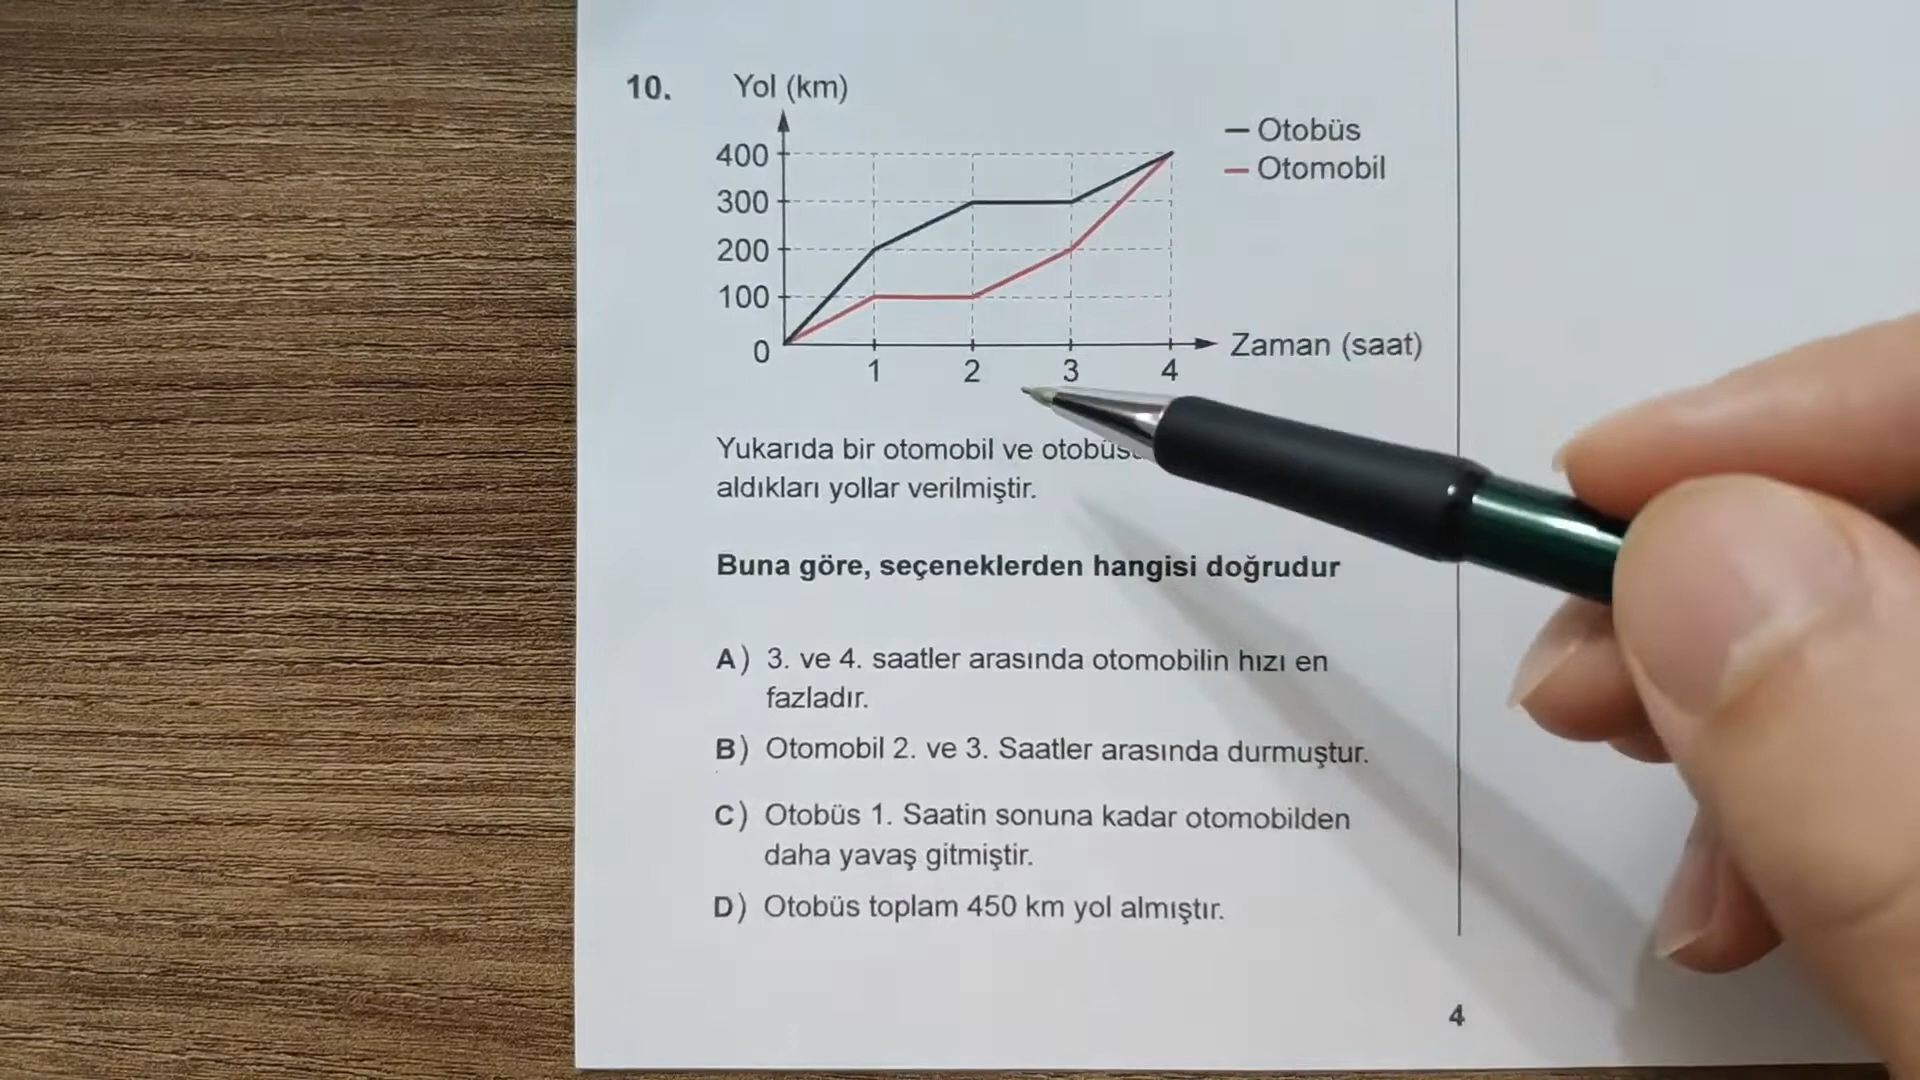 10.
Yol (km)
400
300
200
100
0
1 2 3 4
Zaman (saat)
Otobüs
Otomobil
Yukarıda bir otomobil ve
aldıkları yollar verilmiştir.
Buna göre, seçeneklerden hangisi doğrudur
A) 3. ve 4. saatler arasında otomobilin hızı en
fazladır.
B) Otomobil 2. ve 3. Saatler arasında durmuştur.
C) Otobüs 1. Saatin sonuna kadar otomobilden
daha yavaş gitmiştir.
D) Otobüs toplam 450 km yol almıştır.
4